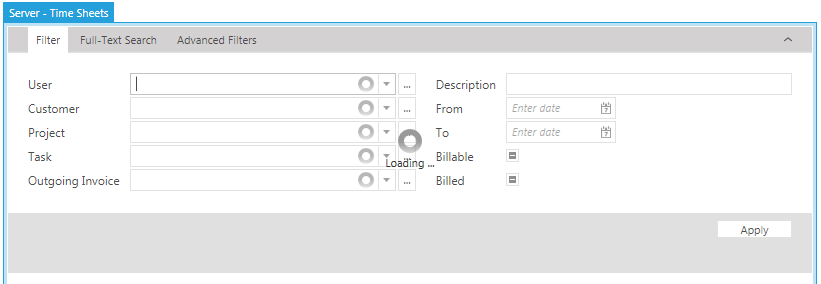 Server - Time Sheets
Filter Full-Text Search Advanced Filters
User ... Description
Customer ... From Enter date
Project ... To Enter date
Loading ...
Task ... Billable
Outgoing Invoice ... Billed
Apply